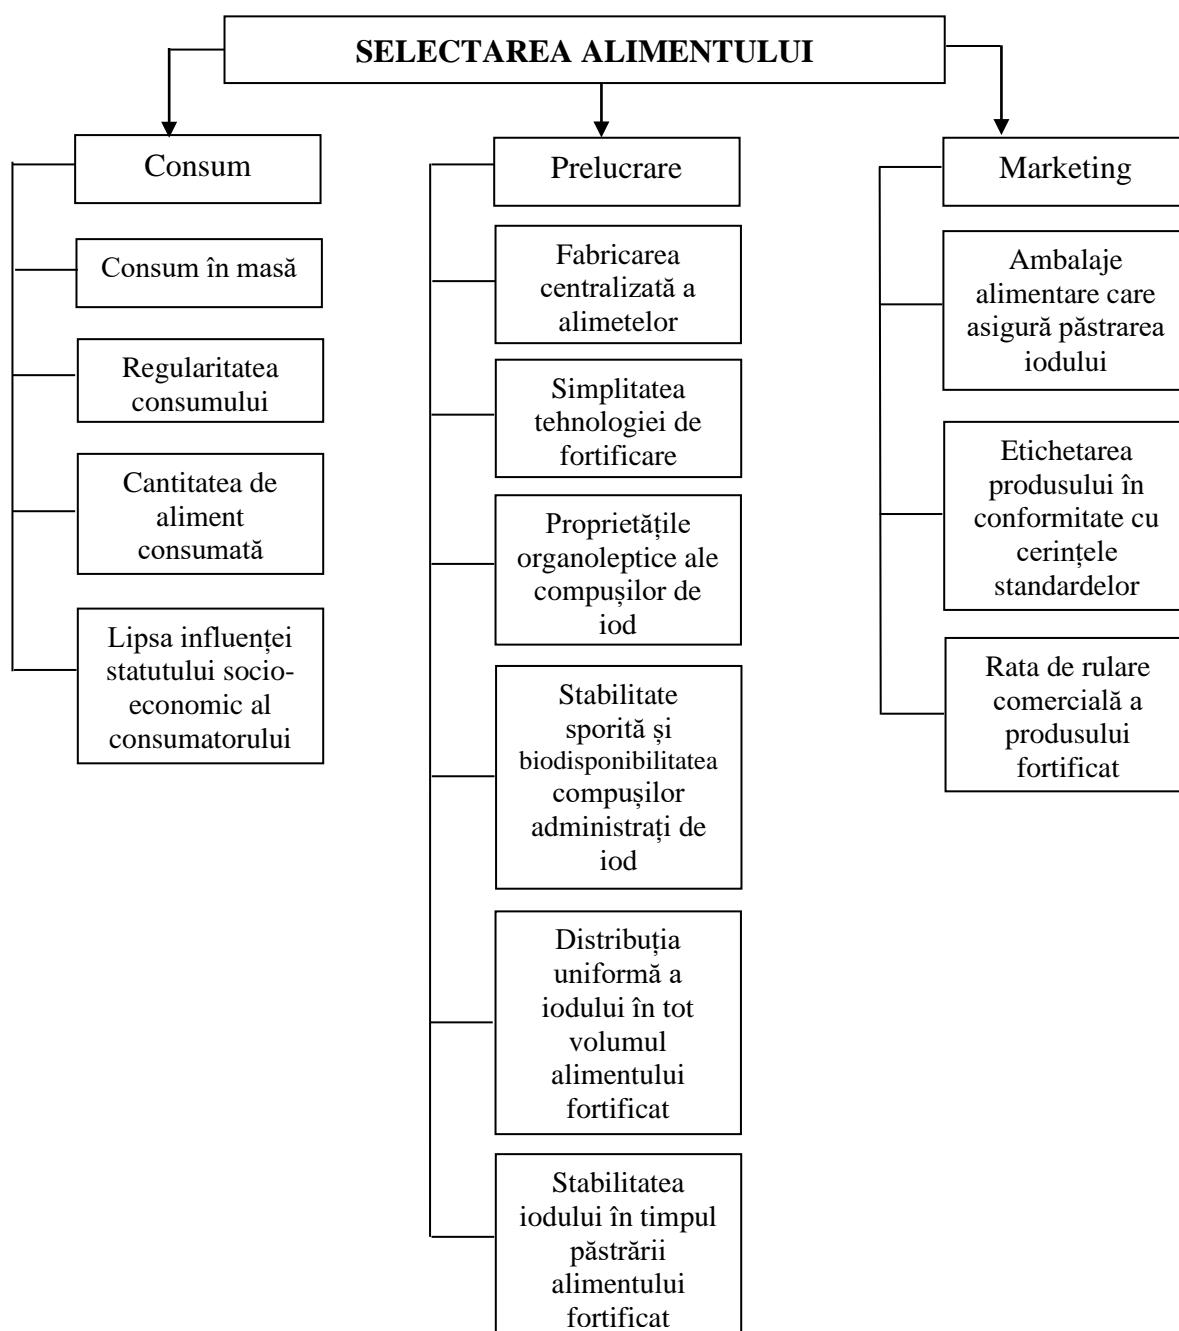 SELECTAREA ALIMENTULUI
Consum
Consum în masă
Regularitatea
consumului
Cantitatea de
aliment
consumată
Lipsa influenței
statutului socio-
economic al
consumatorului
Prelucrare
Fabricarea
centralizată a
alimetelor
Simplitatea
tehnologiei de
fortificare
Proprietățile
organoleptice ale
compușilor de
iod
Stabilitate
sporită și
biodisponibilitatea
compușilor
administrați de
iod
Distribuția
uniformă a
iodului în tot
volumul
alimentului
fortificat
Stabilitatea
iodului în timpul
păstrării
alimentului
fortificat
Marketing
Ambalaje
alimentare care
asigură păstrarea
iodului
Etichetarea
produsului în
conformitate cu
cerințele
standardelor
Rata de rulare
comercială a
produsului
fortificat